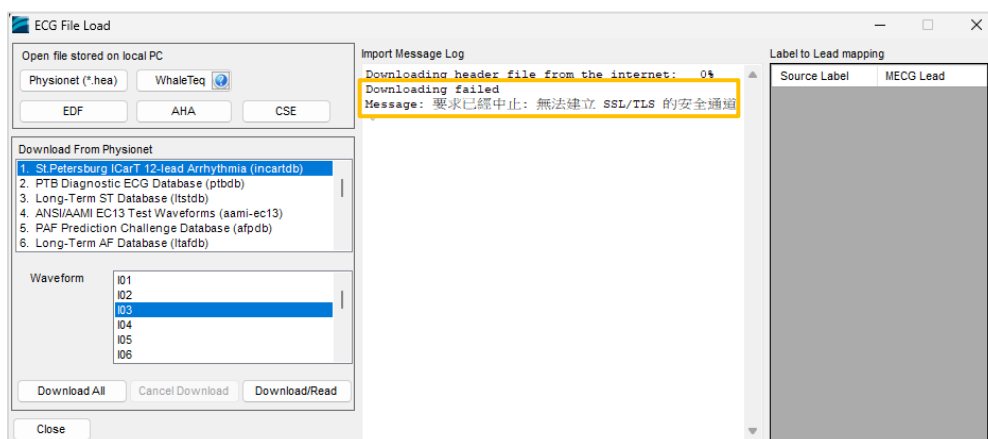 ECG File Load
Open file stored on local PC
Physionet (*.hea)
WhaleTeq
EDF
AHA
CSE
Download From Physionet
1. St.Petersburg ICarT 12-lead Arrhythmia (incartdb)
2. PTB Diagnostic ECG Database (ptbdb)
3. Long-Term ST Database (ltstdb)
4. ANSI/AAMI EC13 Test Waveforms (aami-ec13)
5. PAF Prediction Challenge Database (afpdb)
6. Long-Term AF Database (ltafdb)
Waveform
I01
I02
I03
I04
I05
I06
Download All
Cancel Download
Download/Read
Close
Import Message Log
Downloading header file from the internet: 0%
Downloading failed
Message: 要求已經中止: 無法建立 SSL/TLS 的安全通道
Label to Lead mapping
Source Label
MECG Lead